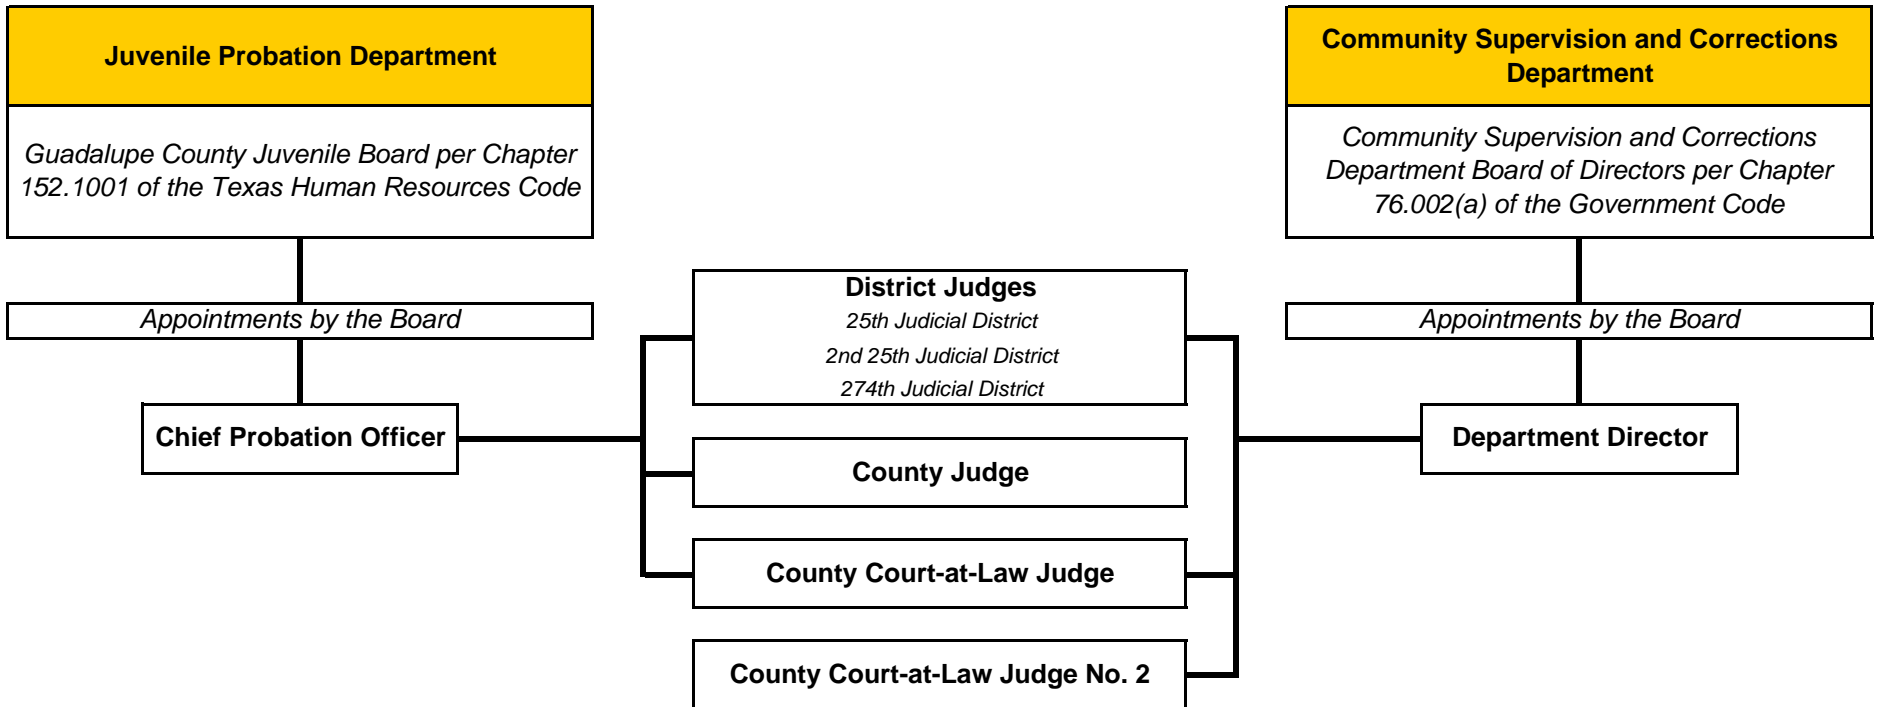 Juvenile Probation Department
Guadalupe County Juvenile Board per Chapter
152.1001 of the Texas Human Resources Code
Appointments by the Board
Chief Probation Officer
District Judges
25th Judicial District
2nd 25th Judicial District
274th Judicial District
County Judge
County Court-at-Law Judge
County Court-at-Law Judge No. 2
Community Supervision and Corrections
Department
Community Supervision and Corrections
Department Board of Directors per Chapter
76.002(a) of the Government Code
Appointments by the Board
Department Director